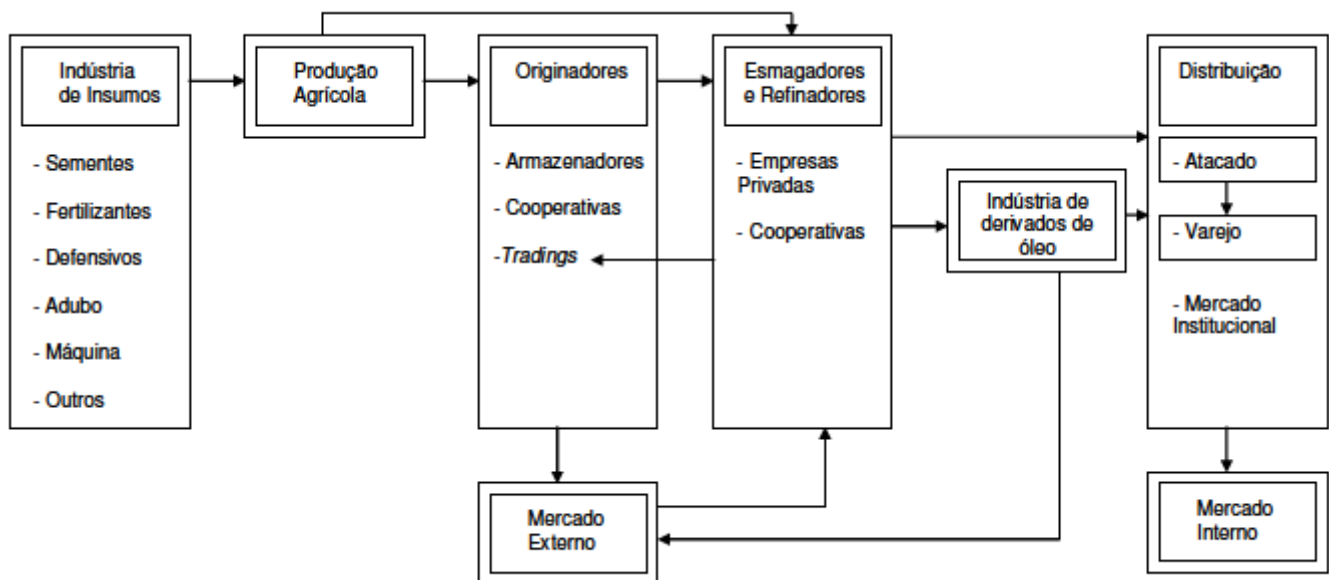 Indústria
de Insumos
- Sementes
- Fertilizantes
- Defensivos
- Adubo
- Máquina
- Outros
Produção
Agrícola
Originadores
- Armazenadores
- Cooperativas
-Tradings
Esmagadores
e Refinadores
- Empresas
Privadas
- Cooperativas
Indústria de
derivados de
óleo
Distribuição
- Atacado
- Varejo
- Mercado
Institucional
Mercado
Externo
Mercado
Interno